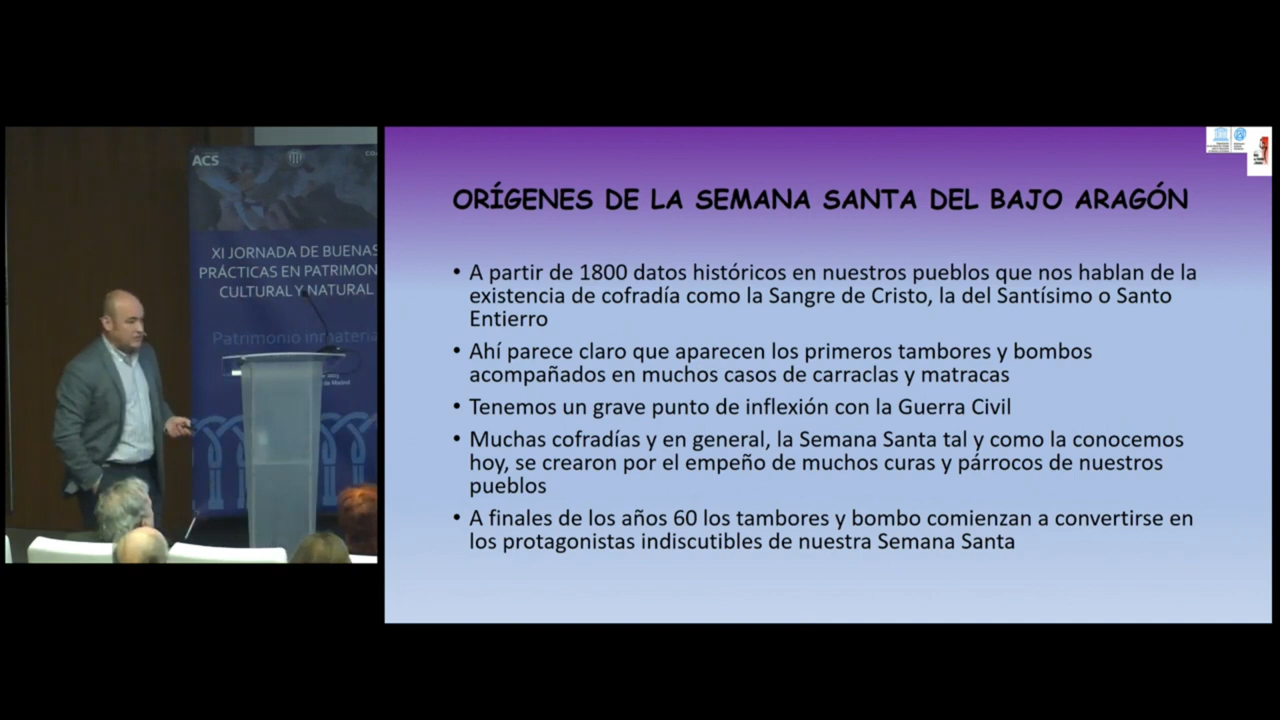 ACS
XI JORNADA DE BUENAS
PRÁCTICAS EN PATRIMON
CULTURAL Y NATURAL
Patrimonio inmateria
de Madrid
ORÍGENES DE LA SEMANA SANTA DEL BAJO ARAGÓN
• A partir de 1800 datos históricos en nuestros pueblos que nos hablan de la
existencia de cofradía como la Sangre de Cristo, la del Santísimo o Santo
Entierro
• Ahí parece claro que aparecen los primeros tambores y bombos
acompañados en muchos casos de carraclas y matracas
• Tenemos un grave punto de inflexión con la Guerra Civil
• Muchas cofradías y en general, la Semana Santa tal y como la conocemos
hoy, se crearon por el empeño de muchos curas y párrocos de nuestros
pueblos
• A finales de los años 60 los tambores y bombo comienzan a convertirse en
los protagonistas indiscutibles de nuestra Semana Santa